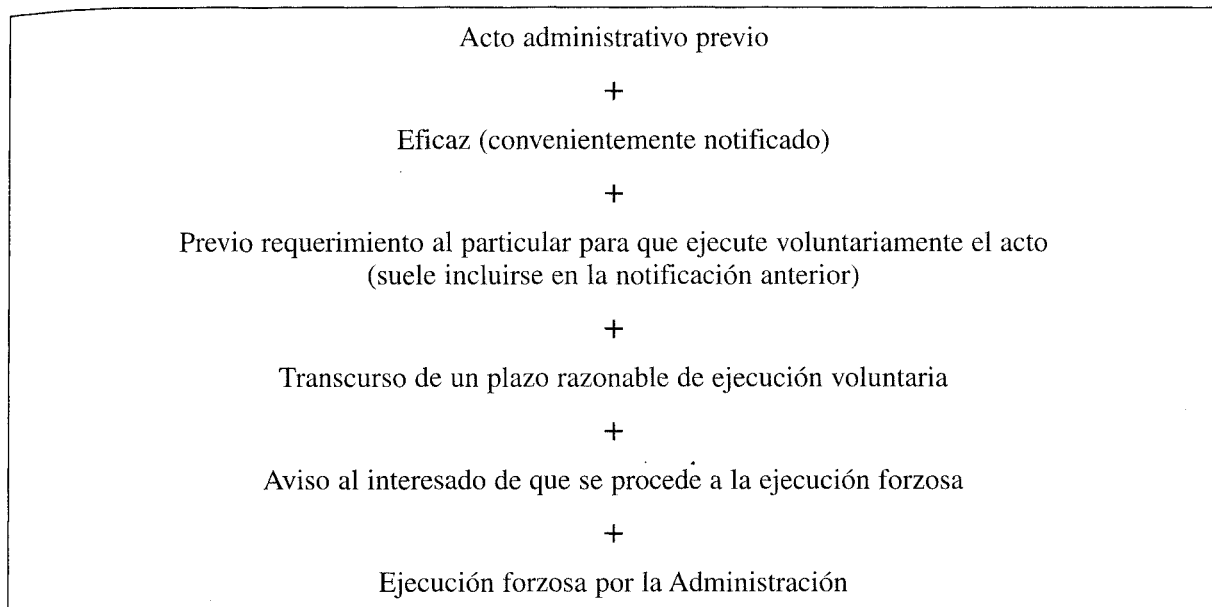 Acto administrativo previo
+
Eficaz (convenientemente notificado)
+
Previo requerimiento al particular para que ejecute voluntariamente el acto
(suele incluirse en la notificación anterior)
+
Transcurso de un plazo razonable de ejecución voluntaria
+
Aviso al interesado de que se procede a la ejecución forzosa
+
Ejecución forzosa por la Administración